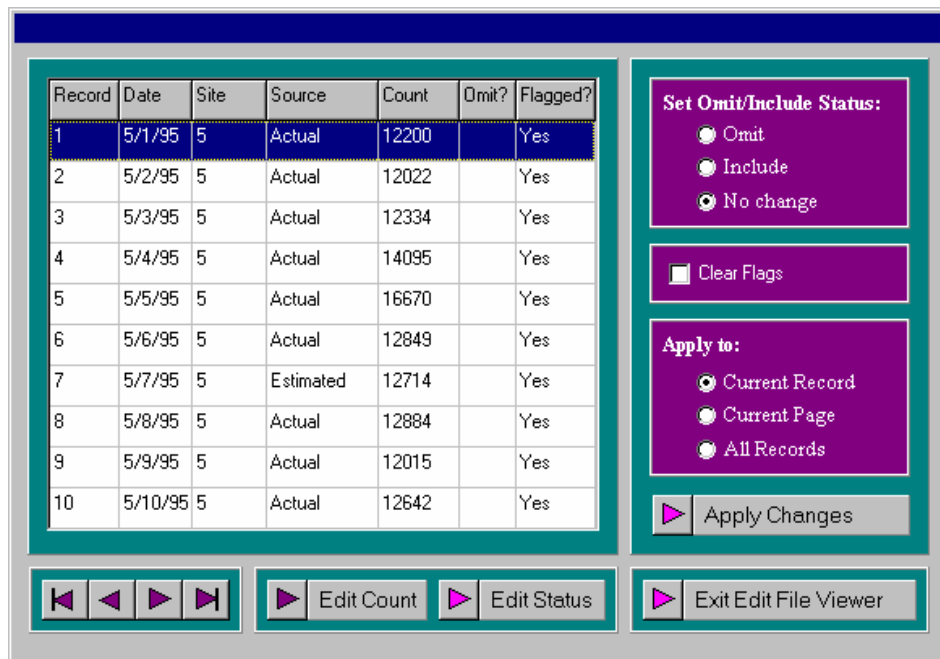 Record Date Site Source Count Omit? Flagged?
1 5/1/95 5 Actual 12200 Yes
2 5/2/95 5 Actual 12022 Yes
3 5/3/95 5 Actual 12334 Yes
4 5/4/95 5 Actual 14095 Yes
5 5/5/95 5 Actual 16670 Yes
6 5/6/95 5 Actual 12849 Yes
7 5/7/95 5 Estimated 12714 Yes
8 5/8/95 5 Actual 12884 Yes
9 5/9/95 5 Actual 12015 Yes
10 5/10/95 5 Actual 12642 Yes
Set Omit/Include Status:
Omit
Include
No change
Clear Flags
Apply to:
Current Record
Current Page
All Records
Apply Changes
Edit Count
Edit Status
Exit Edit File Viewer